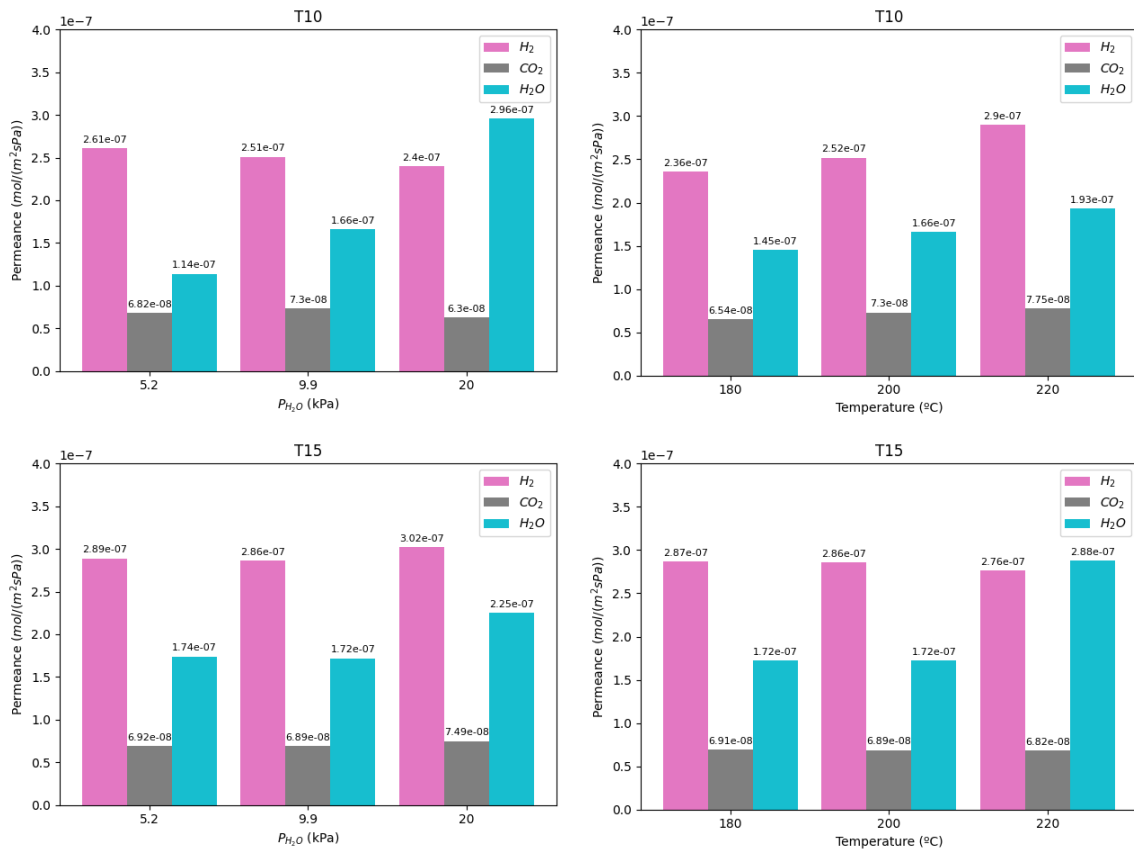 T10
1e−7
Permeance (mol/(m²sPa))
4.0
3.5
3.0
2.5
2.0
1.5
1.0
0.5
0.0
H₂
CO₂
H₂O
2.61e-07
6.82e-08
1.14e-07
2.51e-07
7.3e-08
1.66e-07
2.4e-07
6.3e-08
2.96e-07
5.2 9.9 20
P_H₂O (kPa)
T10
1e−7
Permeance (mol/(m²sPa))
4.0
3.5
3.0
2.5
2.0
1.5
1.0
0.5
0.0
H₂
CO₂
H₂O
2.36e-07
6.54e-08
1.45e-07
2.52e-07
7.3e-08
1.66e-07
2.9e-07
7.75e-08
1.93e-07
180 200 220
Temperature (ºC)
T15
1e−7
Permeance (mol/(m²sPa))
4.0
3.5
3.0
2.5
2.0
1.5
1.0
0.5
0.0
H₂
CO₂
H₂O
2.89e-07
6.92e-08
1.74e-07
2.86e-07
6.89e-08
1.72e-07
3.02e-07
7.49e-08
2.25e-07
5.2 9.9 20
P_H₂O (kPa)
T15
1e−7
Permeance (mol/(m²sPa))
4.0
3.5
3.0
2.5
2.0
1.5
1.0
0.5
0.0
H₂
CO₂
H₂O
2.87e-07
6.91e-08
1.72e-07
2.86e-07
6.89e-08
1.72e-07
2.76e-07
6.82e-08
2.88e-07
180 200 220
Temperature (ºC)